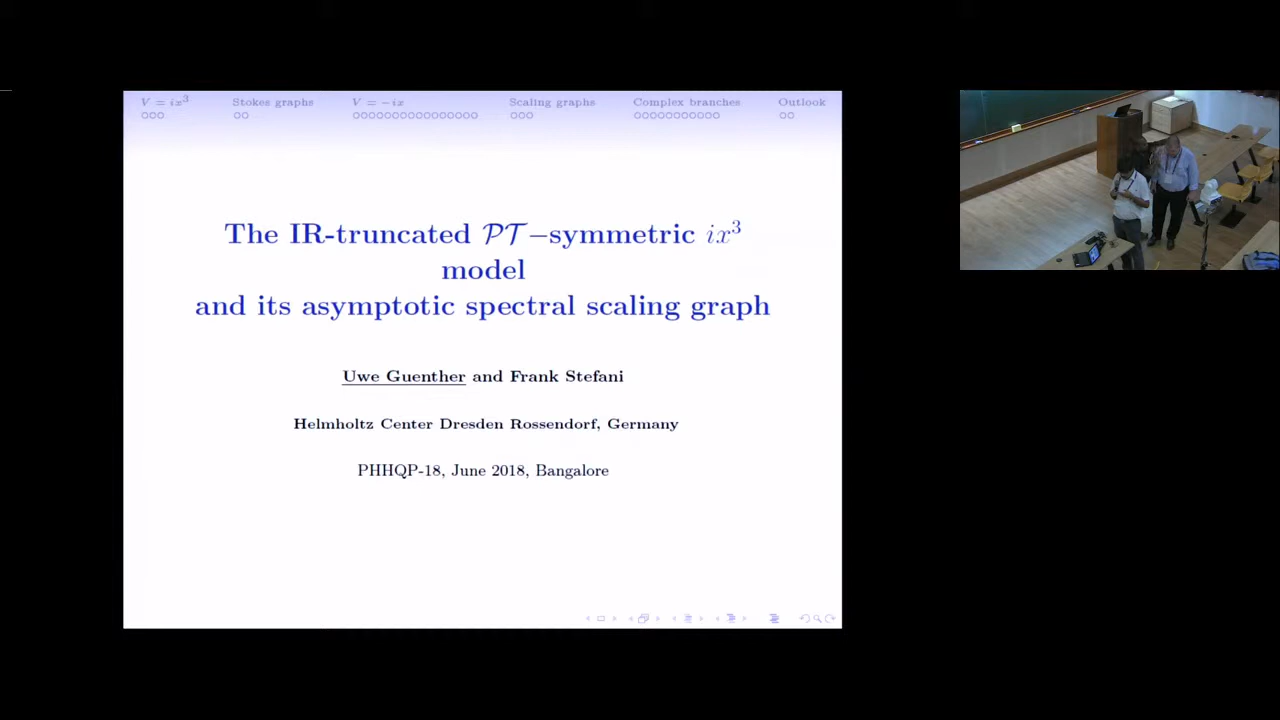 V = ix³ Stokes graphs V = −ix Scaling graphs Complex branches Outlook
The IR-truncated 𝒫𝒯−symmetric ix³
model
and its asymptotic spectral scaling graph
Uwe Guenther and Frank Stefani
Helmholtz Center Dresden Rossendorf, Germany
PHHQP-18, June 2018, Bangalore